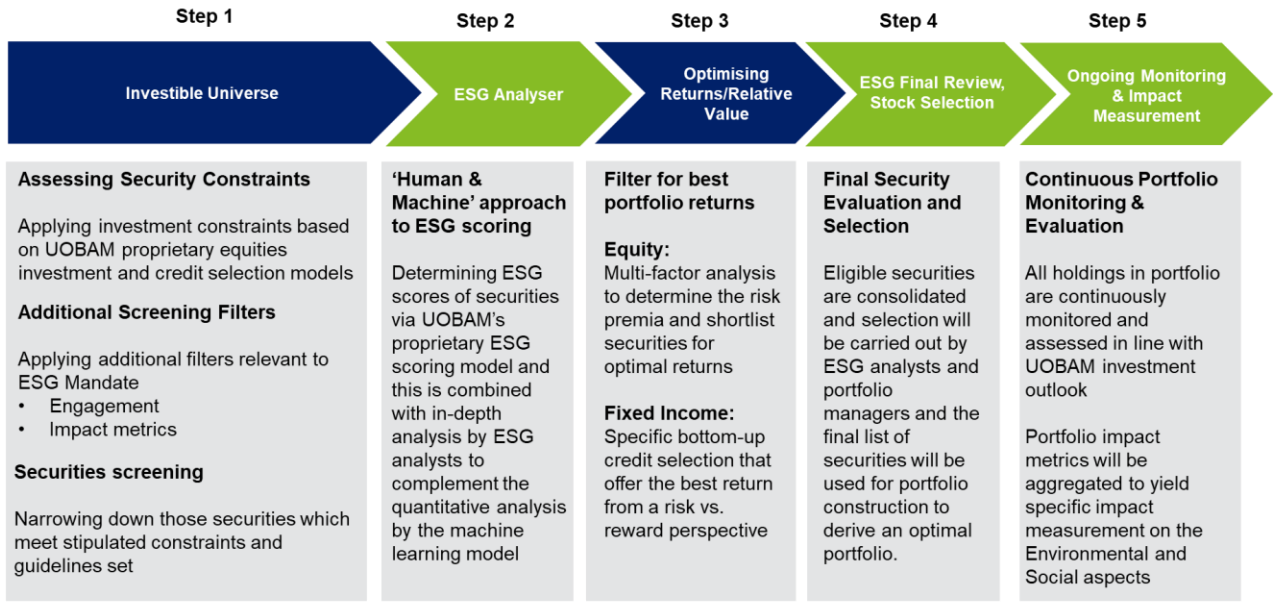 Step 1
Step 2
Step 3
Step 4
Step 5
Investible Universe
ESG Analyser
Optimising
Returns/Relative
Value
ESG Final Review,
Stock Selection
Ongoing Monitoring
& Impact
Measurement
Assessing Security Constraints
Applying investment constraints based
on UOBAM proprietary equities
investment and credit selection models
Additional Screening Filters
Applying additional filters relevant to
ESG Mandate
• Engagement
• Impact metrics
Securities screening
Narrowing down those securities which
meet stipulated constraints and
guidelines set
‘Human &
Machine’ approach
to ESG scoring
Determining ESG
scores of securities
via UOBAM’s
proprietary ESG
scoring model and
this is combined
with in-depth
analysis by ESG
analysts to
complement the
quantitative analysis
by the machine
learning model
Filter for best
portfolio returns
Equity:
Multi-factor analysis
to determine the risk
premia and shortlist
securities for
optimal returns
Fixed Income:
Specific bottom-up
credit selection that
offer the best return
from a risk vs.
reward perspective
Final Security
Evaluation and
Selection
Eligible securities
are consolidated
and selection will
be carried out by
ESG analysts and
portfolio
managers and the
final list of
securities will be
used for portfolio
construction to
derive an optimal
portfolio.
Continuous Portfolio
Monitoring &
Evaluation
All holdings in portfolio
are continuously
monitored and
assessed in line with
UOBAM investment
outlook
Portfolio impact
metrics will be
aggregated to yield
specific impact
measurement on the
Environmental and
Social aspects